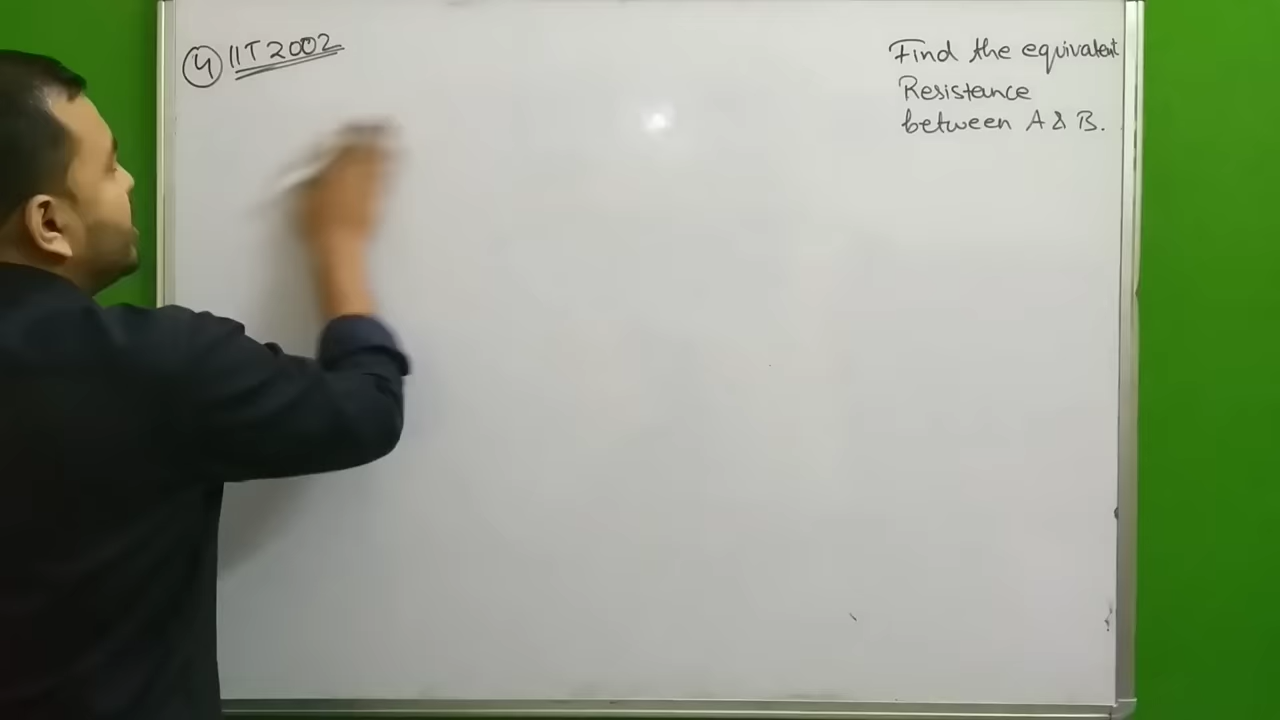 4 IIT 2002
Find the equivalent
Resistance
between A & B.